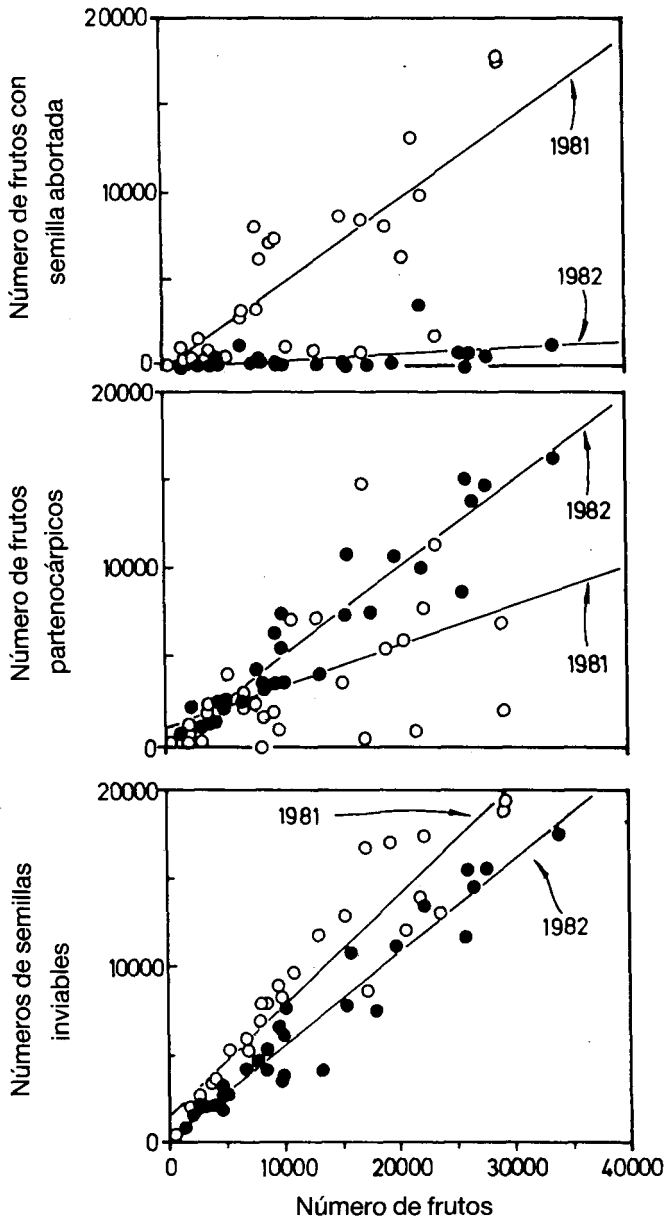 Número de frutos con
semilla abortada
20000
10000
0
1981
1982
Número de frutos
partenocárpicos
20000
10000
0
1982
1981
Números de semillas
inviables
20000
10000
0
1981
1982
0 10000 20000 30000 40000
Número de frutos